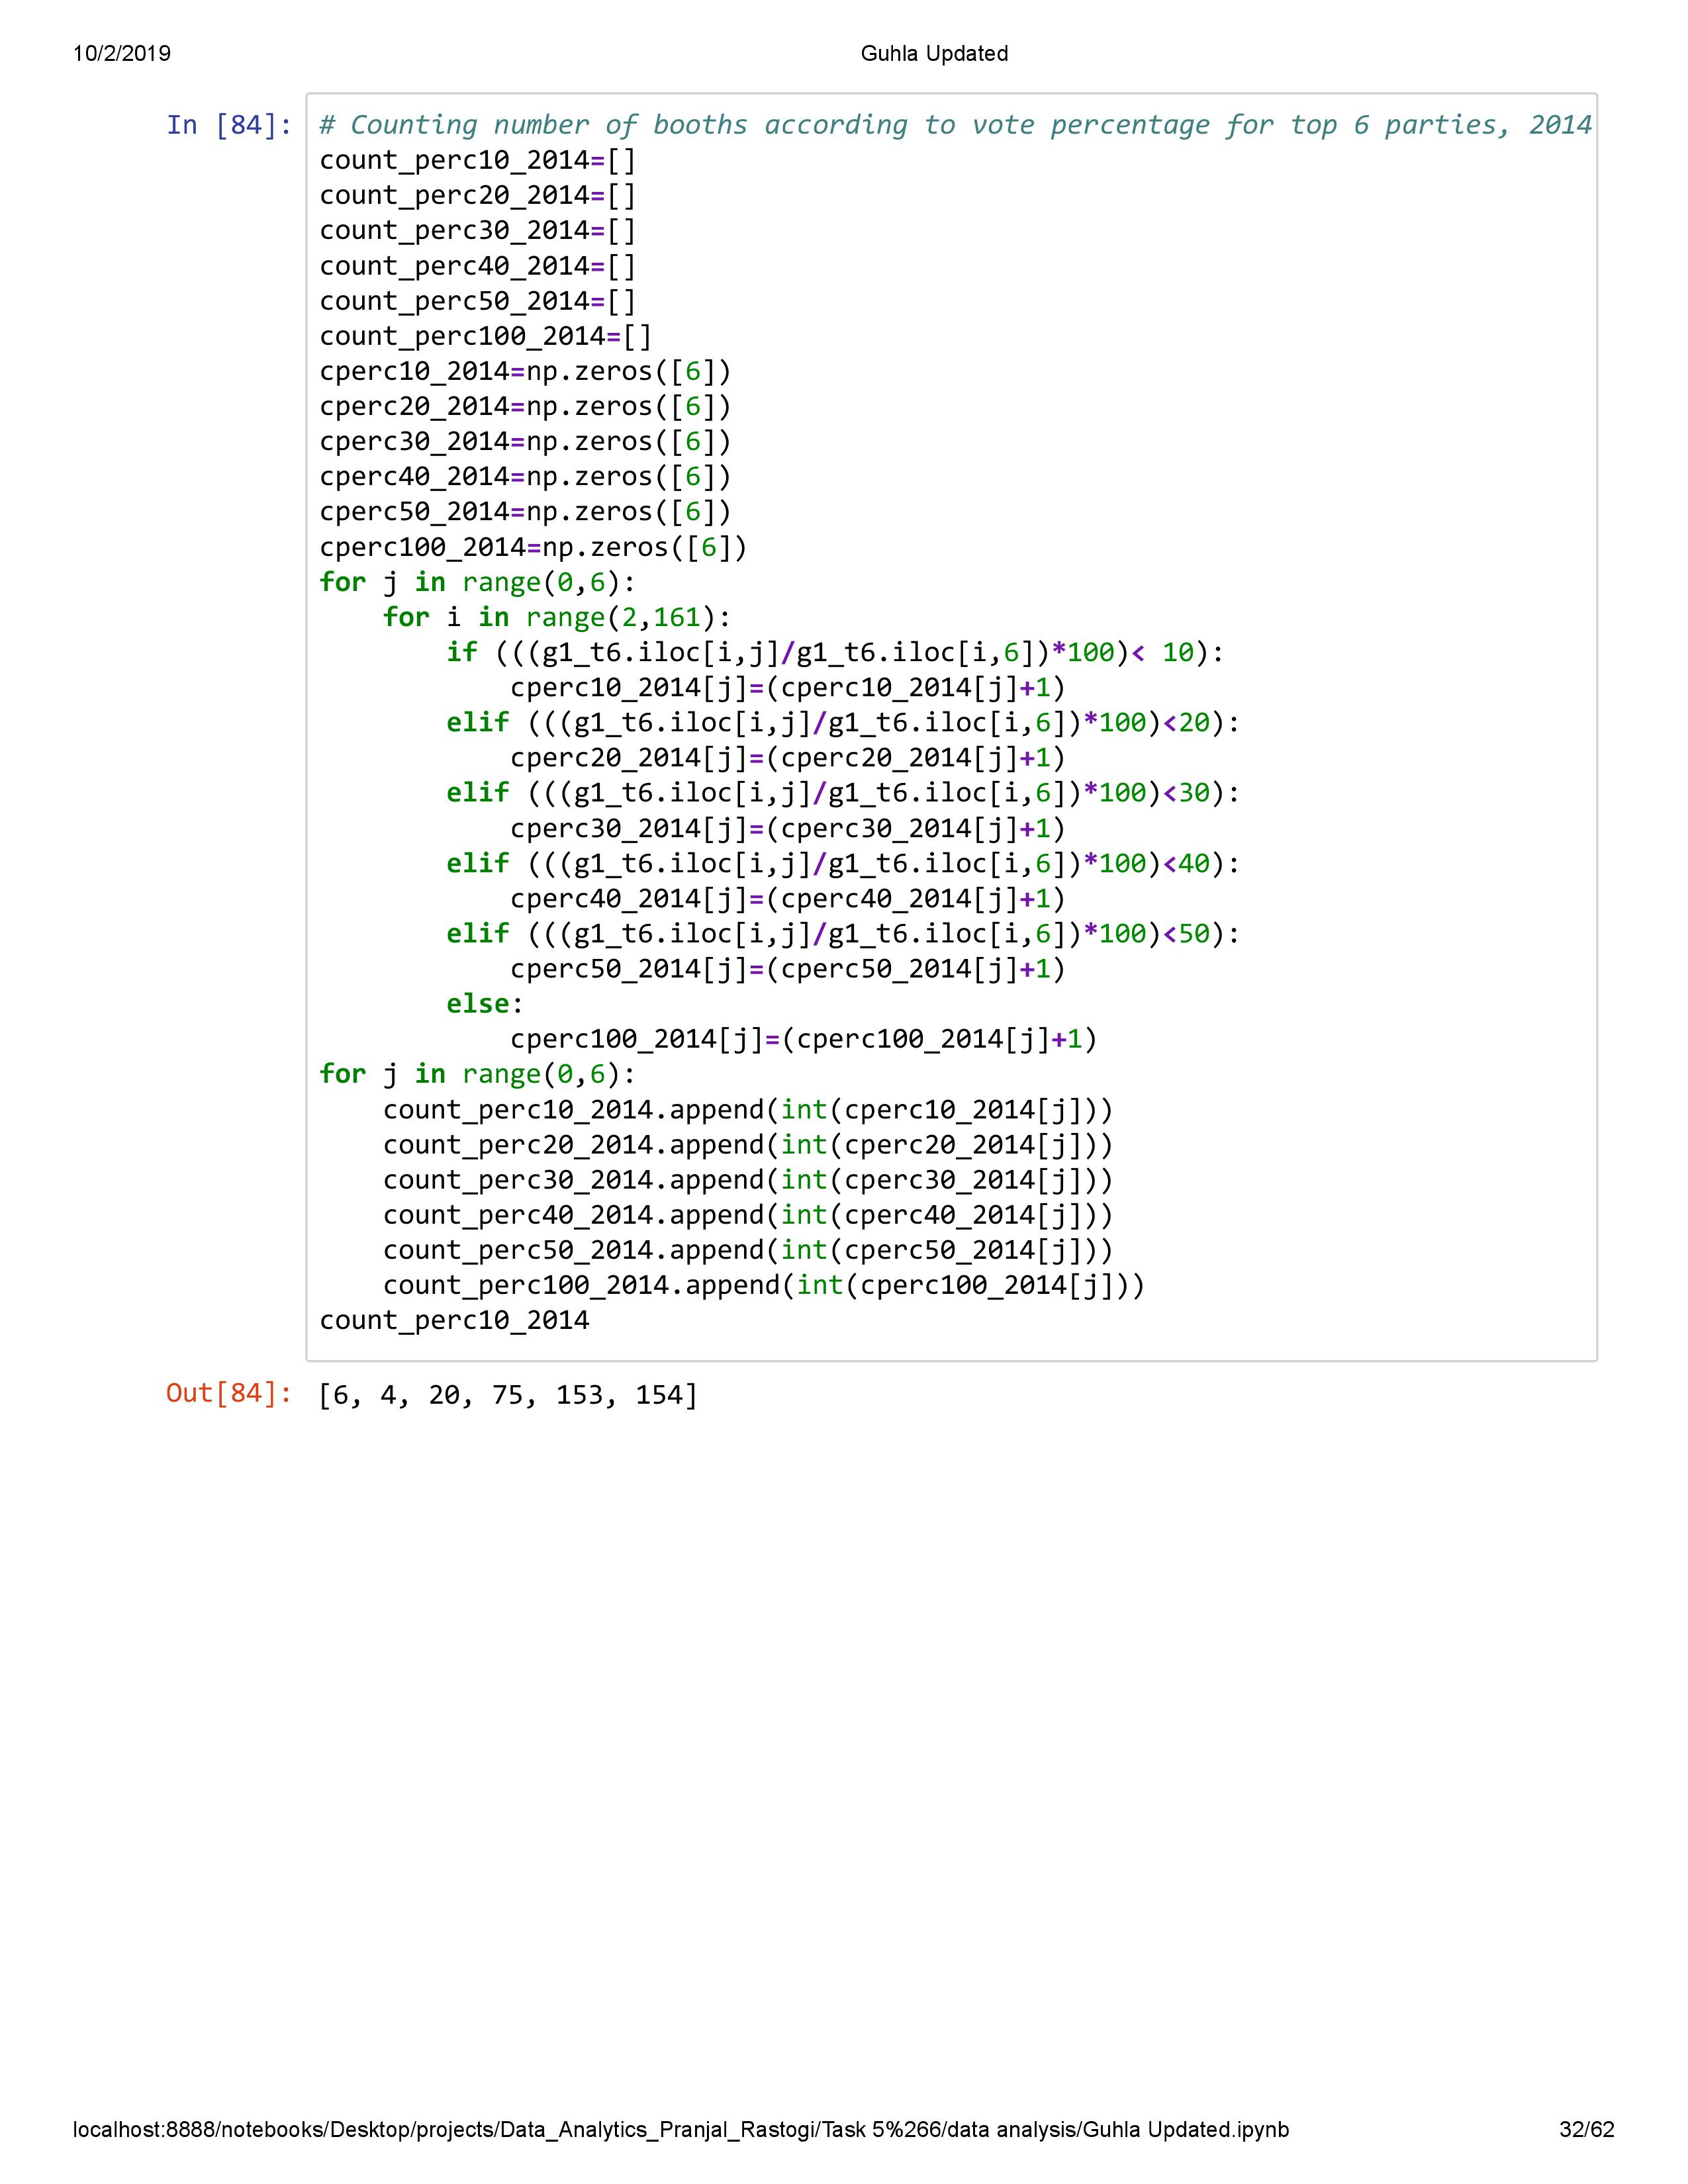 10/2/2019 Guhla Updated
In [84]: # Counting number of booths according to vote percentage for top 6 parties, 2014
count_perc10_2014=[]
count_perc20_2014=[]
count_perc30_2014=[]
count_perc40_2014=[]
count_perc50_2014=[]
count_perc100_2014=[]
cperc10_2014=np.zeros([6])
cperc20_2014=np.zeros([6])
cperc30_2014=np.zeros([6])
cperc40_2014=np.zeros([6])
cperc50_2014=np.zeros([6])
cperc100_2014=np.zeros([6])
for j in range(0,6):
    for i in range(2,161):
        if (((g1_t6.iloc[i,j]/g1_t6.iloc[i,6])*100)< 10):
            cperc10_2014[j]=(cperc10_2014[j]+1)
        elif (((g1_t6.iloc[i,j]/g1_t6.iloc[i,6])*100)<20):
            cperc20_2014[j]=(cperc20_2014[j]+1)
        elif (((g1_t6.iloc[i,j]/g1_t6.iloc[i,6])*100)<30):
            cperc30_2014[j]=(cperc30_2014[j]+1)
        elif (((g1_t6.iloc[i,j]/g1_t6.iloc[i,6])*100)<40):
            cperc40_2014[j]=(cperc40_2014[j]+1)
        elif (((g1_t6.iloc[i,j]/g1_t6.iloc[i,6])*100)<50):
            cperc50_2014[j]=(cperc50_2014[j]+1)
        else:
            cperc100_2014[j]=(cperc100_2014[j]+1)
for j in range(0,6):
    count_perc10_2014.append(int(cperc10_2014[j]))
    count_perc20_2014.append(int(cperc20_2014[j]))
    count_perc30_2014.append(int(cperc30_2014[j]))
    count_perc40_2014.append(int(cperc40_2014[j]))
    count_perc50_2014.append(int(cperc50_2014[j]))
    count_perc100_2014.append(int(cperc100_2014[j]))
count_perc10_2014
Out[84]: [6, 4, 20, 75, 153, 154]
localhost:8888/notebooks/Desktop/projects/Data_Analytics_Pranjal_Rastogi/Task 5%266/data analysis/Guhla Updated.ipynb 32/62